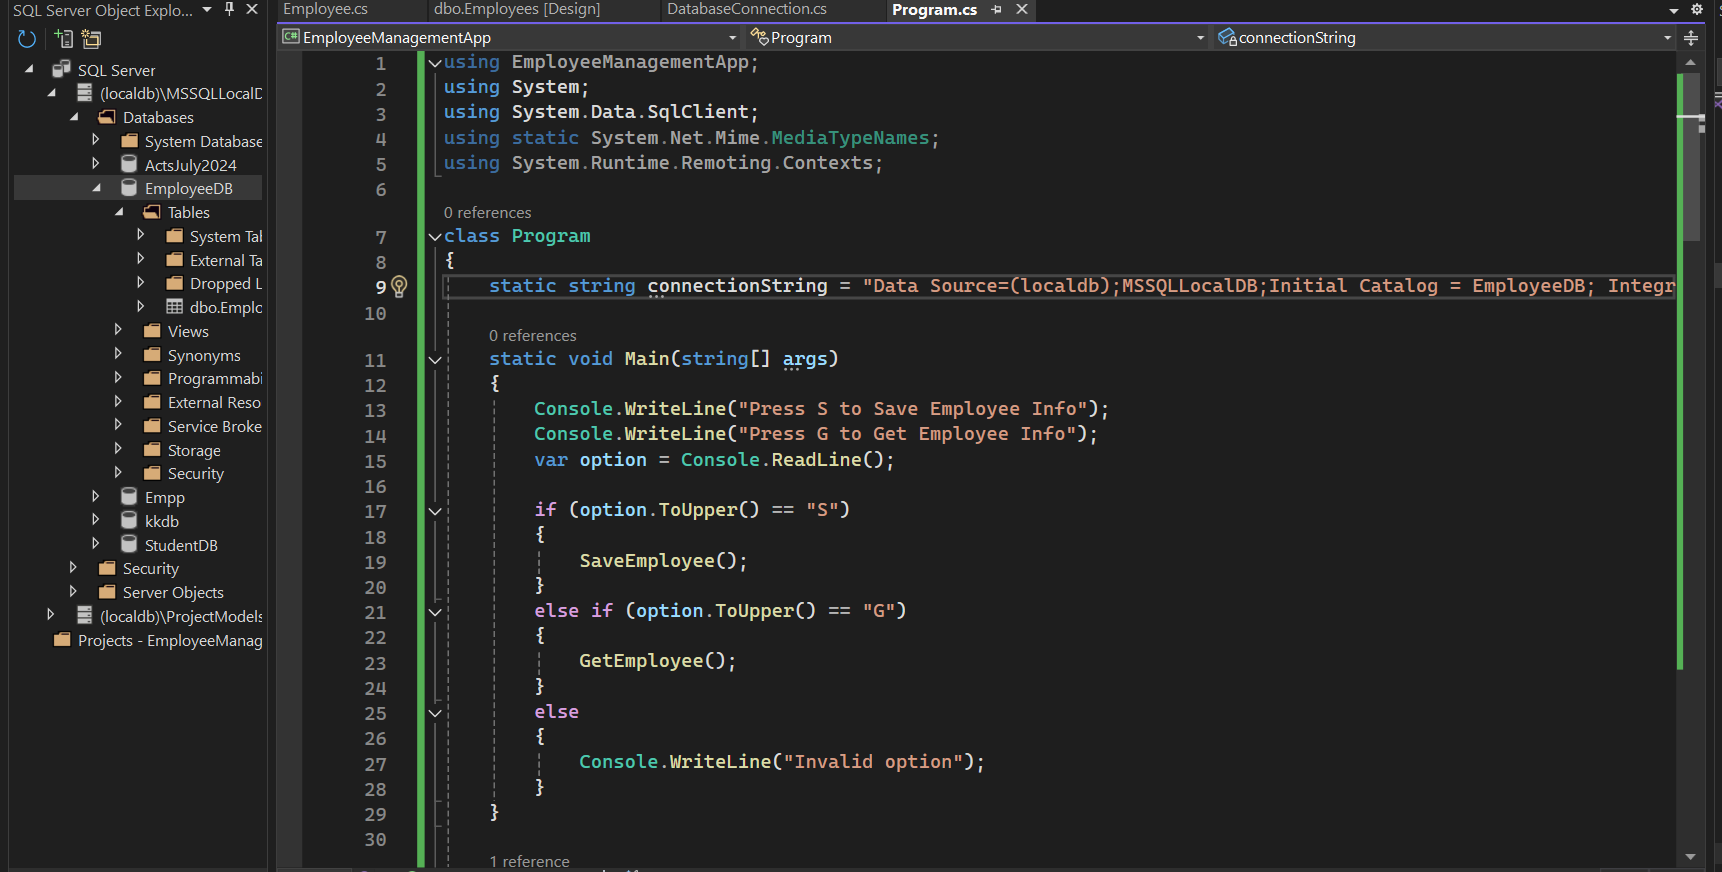 SQL Server Object Explo...
SQL Server
(localdb)\MSSQLLocalD
Databases
System Database
ActsJuly2024
EmployeeDB
Tables
System Tab
External Ta
Dropped L
dbo.Emplo
Views
Synonyms
Programmabi
External Reso
Service Broke
Storage
Security
Empp
kkdb
StudentDB
Security
Server Objects
(localdb)\ProjectModels
Projects - EmployeeManag
Employee.cs
dbo.Employees [Design]
DatabaseConnection.cs
Program.cs
C# EmployeeManagementApp
Program
connectionString
1 using EmployeeManagementApp;
2 using System;
3 using System.Data.SqlClient;
4 using static System.Net.Mime.MediaTypeNames;
5 using System.Runtime.Remoting.Contexts;
6
0 references
7 class Program
8 {
9 static string connectionString = "Data Source=(localdb);MSSQLLocalDB;Initial Catalog = EmployeeDB; Integr
10
0 references
11 static void Main(string[] args)
12 {
13 Console.WriteLine("Press S to Save Employee Info");
14 Console.WriteLine("Press G to Get Employee Info");
15 var option = Console.ReadLine();
16
17 if (option.ToUpper() == "S")
18 {
19 SaveEmployee();
20 }
21 else if (option.ToUpper() == "G")
22 {
23 GetEmployee();
24 }
25 else
26 {
27 Console.WriteLine("Invalid option");
28 }
29 }
30
1 reference